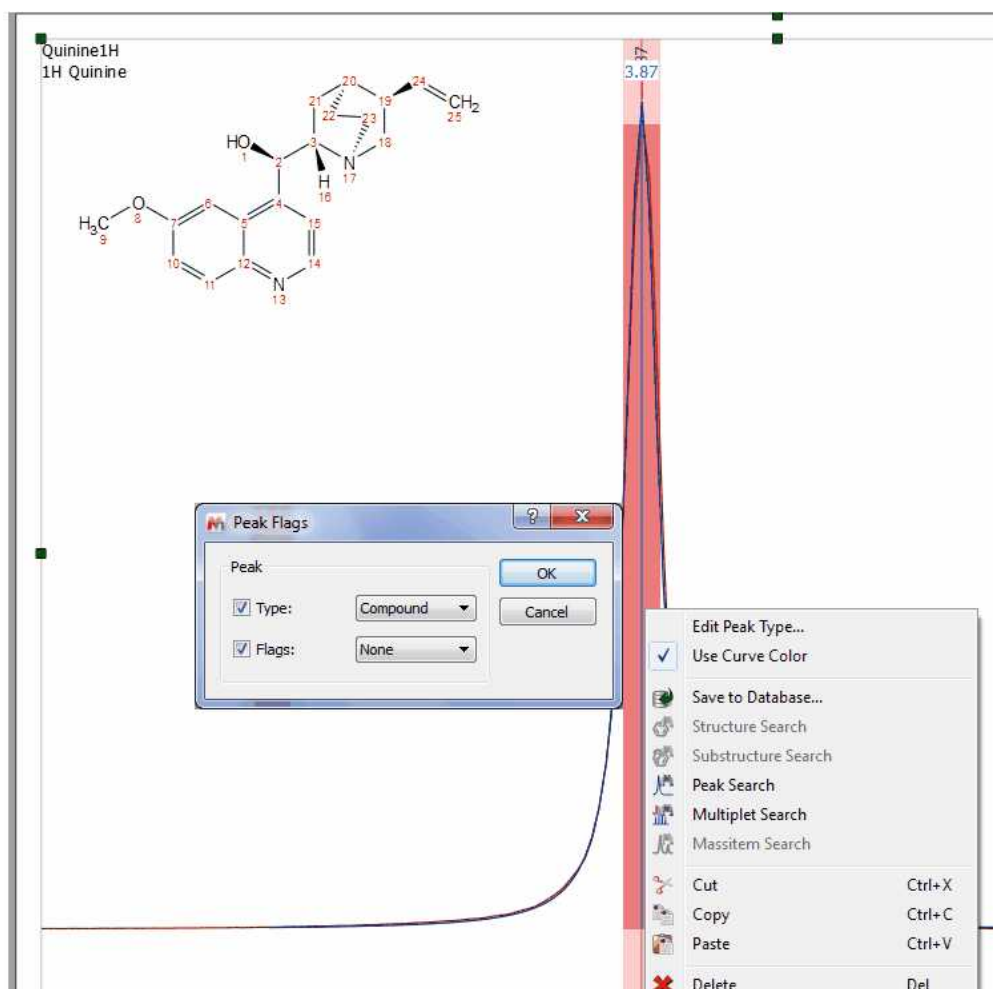 Quinine1H
1H Quinine
87
3.87
20
24
21
19
CH2
25
22
23
HO
1
3
18
2
N
17
H
16
O
8
6
4
15
H3C
9
7
5
10
12
14
11
N
13
Peak Flags
Peak
Type:
Compound
Flags:
None
OK
Cancel
Edit Peak Type...
Use Curve Color
Save to Database...
Structure Search
Substructure Search
Peak Search
Multiplet Search
Massitem Search
Cut Ctrl+X
Copy Ctrl+C
Paste Ctrl+V
Delete Del